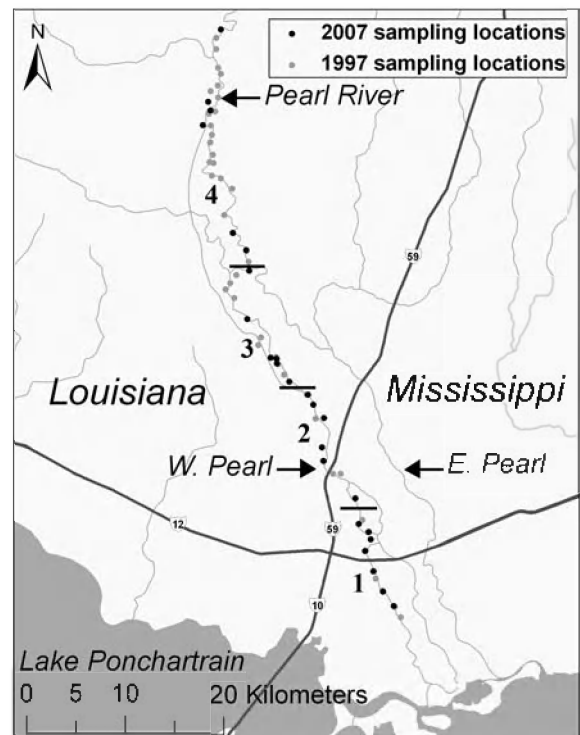 N
2007 sampling locations
1997 sampling locations
Pearl River
4
59
3
Louisiana
Mississippi
2
W. Pearl
E. Pearl
12
59
1
10
Lake Ponchartrain
0 5 10 20 Kilometers